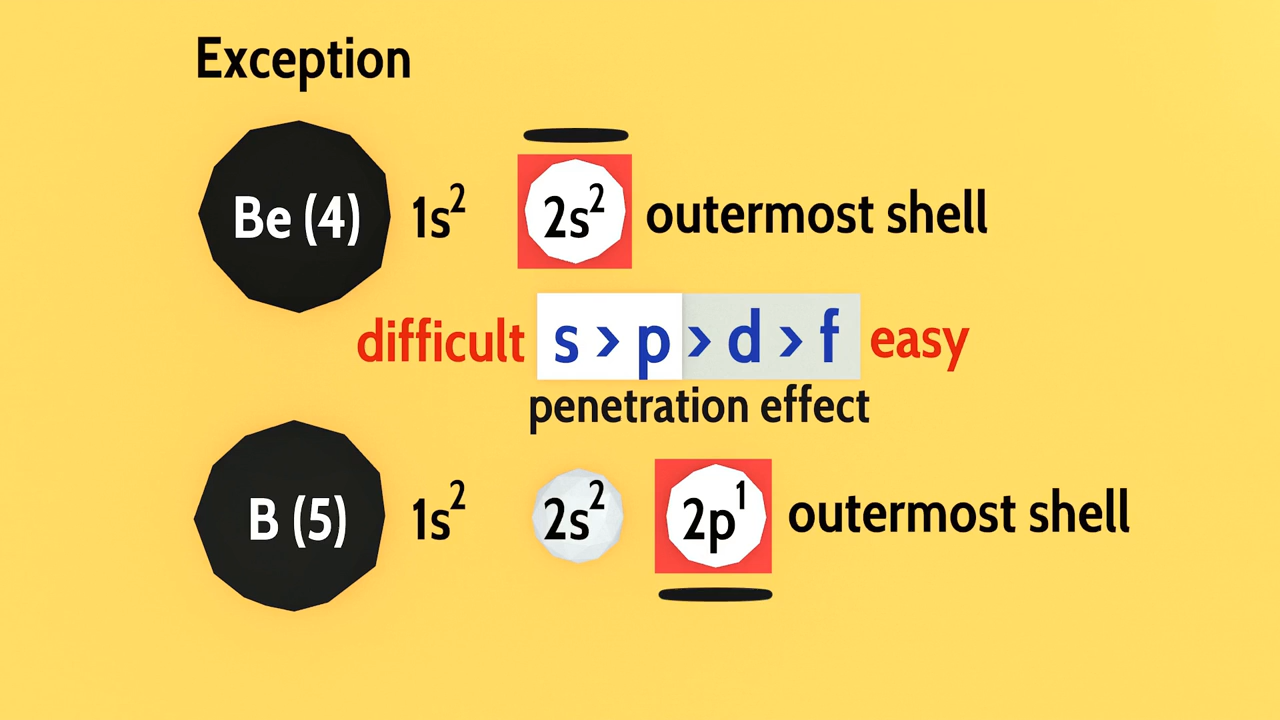 Exception
Be (4) 1s² 2s² outermost shell
difficult s > p > d > f easy
penetration effect
B (5) 1s² 2s² 2p¹ outermost shell